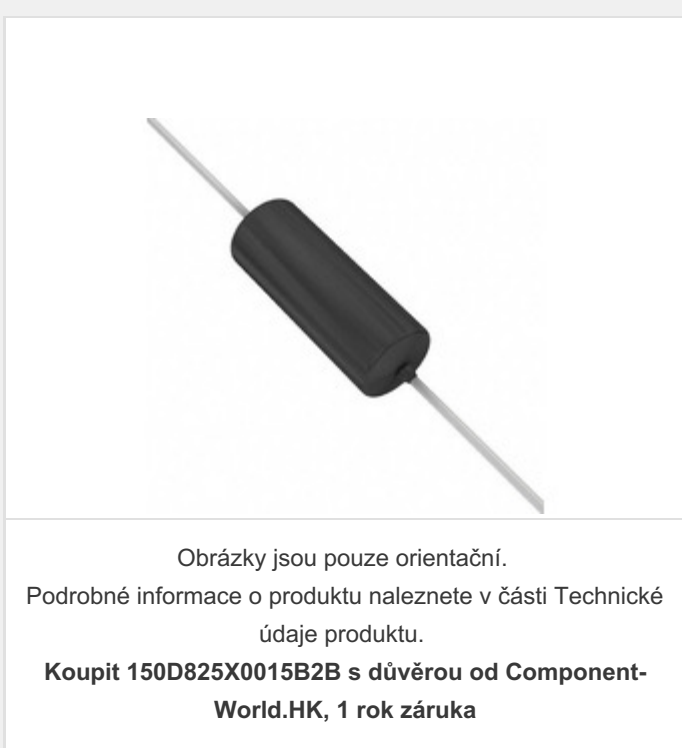 Obrázky jsou pouze orientační.
Podrobné informace o produktu naleznete v části Technické
údaje produktu.
Koupit 150D825X0015B2B s důvěrou od Component-
World.HK, 1 rok záruka